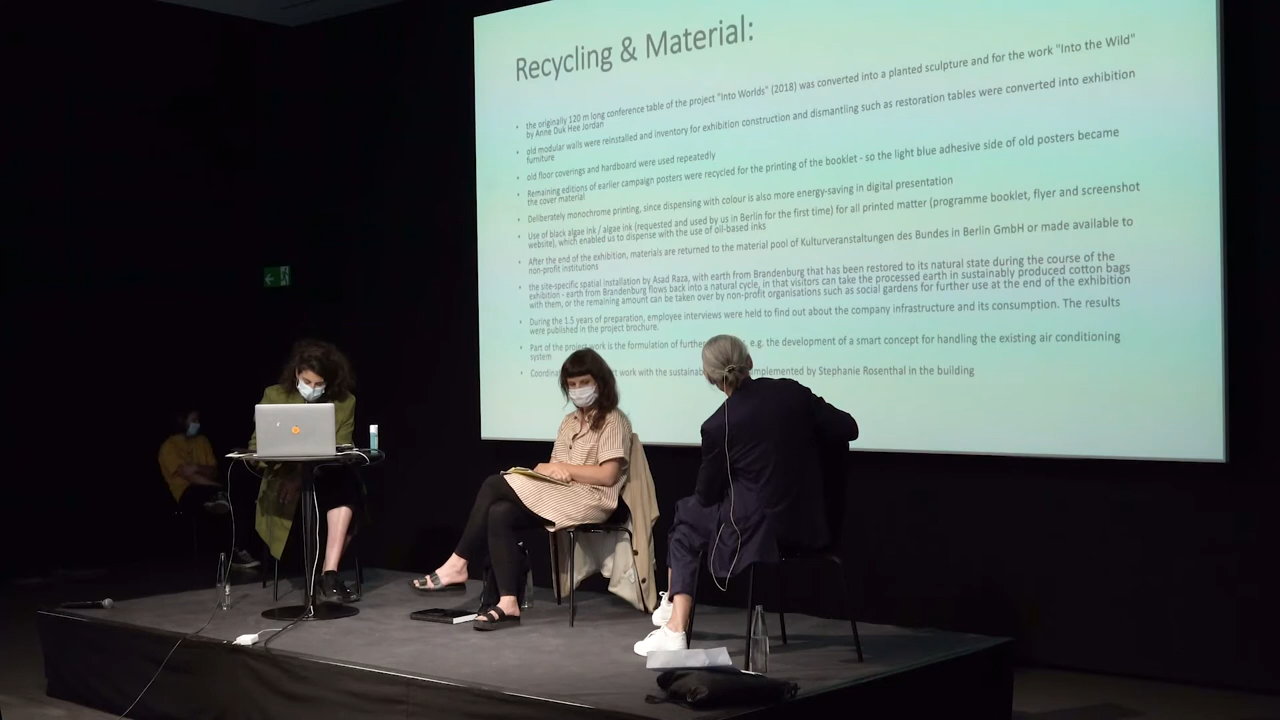 Recycling & Material:
• the originally 120 m long conference table of the project "Into Worlds" (2018) was converted into a planted sculpture and for the work "Into the Wild"
by Anne Duk Hee Jordan
• old modular walls were reinstalled and inventory for exhibition construction and dismantling such as restoration tables were converted into exhibition
furniture
• old floor coverings and hardboard were used repeatedly
• Remaining editions of earlier campaign posters were recycled for the printing of the booklet - so the light blue adhesive side of old posters became
the cover material
• Deliberately monochrome printing, since dispensing with colour is also more energy-saving in digital presentation
• Use of black algae ink / algae ink (requested and used by us in Berlin for the first time) for all printed matter (programme booklet, flyer and screenshot
website), which enabled us to dispense with the use of oil-based inks
• After the end of the exhibition, materials are returned to the material pool of Kulturveranstaltungen des Bundes in Berlin GmbH or made available to
non-profit institutions
• the site-specific spatial installation by Asad Raza, with earth from Brandenburg that has been restored to its natural state during the course of the
exhibition - earth from Brandenburg flows back into a natural cycle, in that visitors can take the processed earth in sustainably produced cotton bags
with them, or the remaining amount can be taken over by non-profit organisations such as social gardens for further use at the end of the exhibition
• During the 1.5 years of preparation, employee interviews were held to find out about the company infrastructure and its consumption. The results
were published in the project brochure.
• Part of the project work is the formulation of further e.g. the development of a smart concept for handling the existing air conditioning
system
• work with the implemented by Stephanie Rosenthal in the building